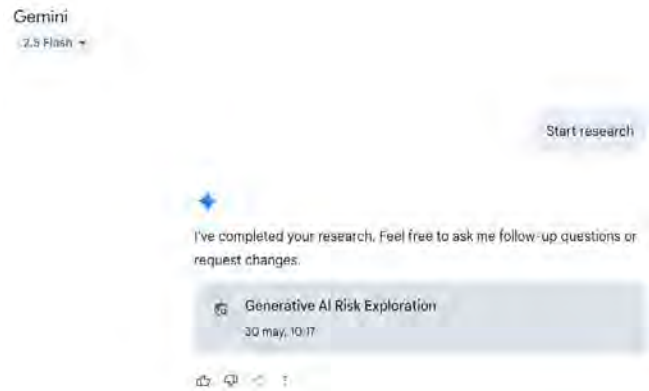 Gemini
2.5 Flash
Start research
I've completed your research. Feel free to ask me follow-up questions or
request changes.
Generative AI Risk Exploration
30 may, 10:17